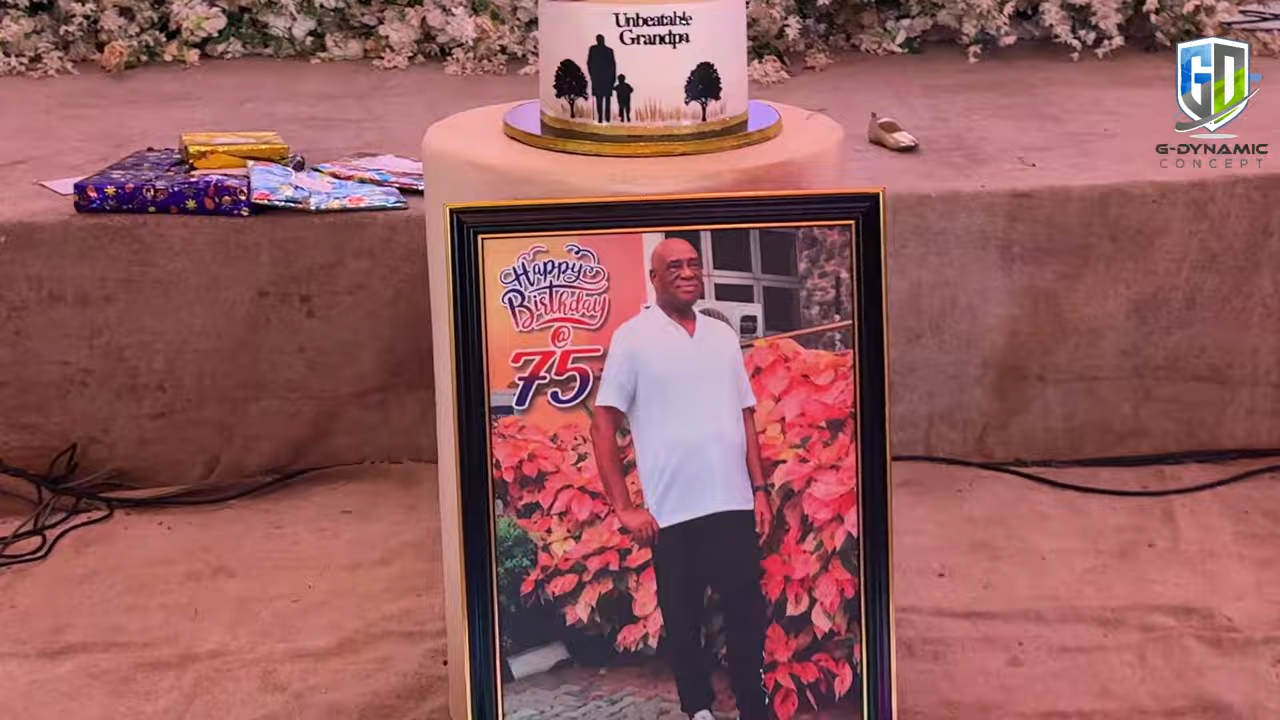 Unbeatable
Grandpa
GD
G-DYNAMIC
CONCEPT
Happy
Birthday
@
75